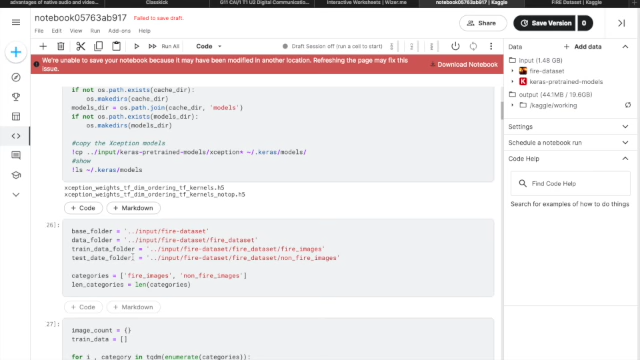 advantages of native audio and video...
Classkick
G11 CAI/ T1 U2 Digital Communicatio...
Interactive Worksheets | Wizer.me
notebook05763ab917 | Kaggle
FIRE Dataset | Kaggle
notebook05763ab917
Failed to save draft.
File Edit View Run Add-ons Help
Share
Save Version 0
Run All
Code
Draft Session off (run a cell to start)
We're unable to save your notebook because it may have been modified in another location. Refreshing the page may fix this issue.
Download Notebook
if not os.path.exists(cache_dir):
os.makedirs(cache_dir)
models_dir = os.path.join(cache_dir, 'models')
if not os.path.exists(models_dir):
os.makedirs(models_dir)
#copy the Xception models
!cp ../input/keras-pretrained-models/xception* ~/.keras/models/
#show
!ls ~/.keras/models
xception_weights_tf_dim_ordering_tf_kernels.h5
xception_weights_tf_dim_ordering_tf_kernels_notop.h5
+ Code
+ Markdown
[26]:
base_folder = '../input/fire-dataset'
data_folder = '../input/fire-dataset/fire_dataset'
train_data_folder = '../input/fire-dataset/fire_dataset/fire_images'
test_date_folder = '../input/fire-dataset/fire_dataset/non_fire_images'
categories = ['fire_images', 'non_fire_images']
len_categories = len(categories)
+ Code
+ Markdown
[27]:
image_count = {}
train_data = []
for i , category in tqdm(enumerate(categories):
Data
+ Add data
input (1.48 GB)
fire-dataset
keras-pretrained-models
output (44.1MB / 19.6GB)
/kaggle/working
Settings
Schedule a notebook run
Code Help
Find Code Help
Search for examples of how to do things